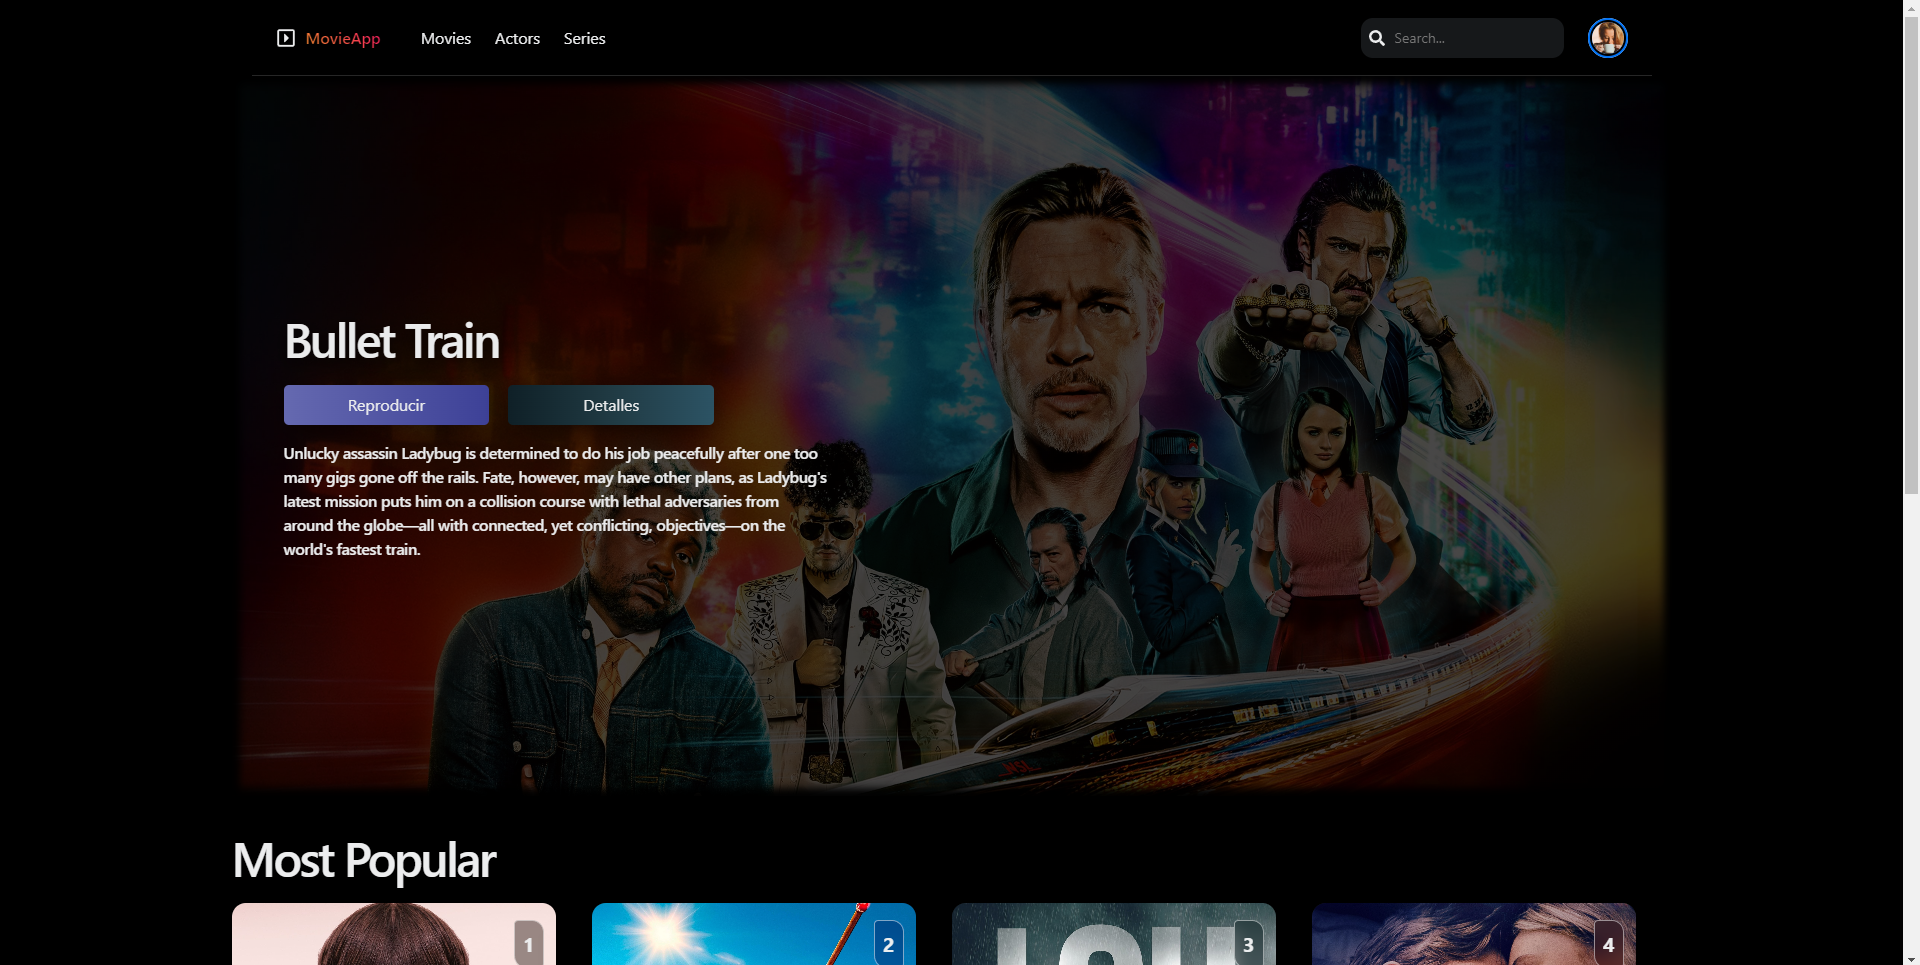 MovieApp Movies Actors Series Search...
Bullet Train
Reproducir Detalles
Unlucky assassin Ladybug is determined to do his job peacefully after one too
many gigs gone off the rails. Fate, however, may have other plans, as Ladybug's
latest mission puts him on a collision course with lethal adversaries from
around the globe—all with connected, yet conflicting, objectives—on the
world's fastest train.
Most Popular
1 2 3 4